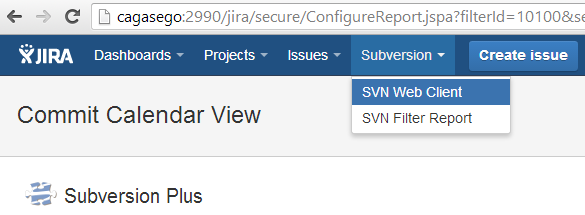 cagasego:2990/jira/secure/ConfigureReport.jspa?filterId=10100&se
JIRA Dashboards Projects Issues Subversion Create issue
SVN Web Client
SVN Filter Report
Commit Calendar View
Subversion Plus